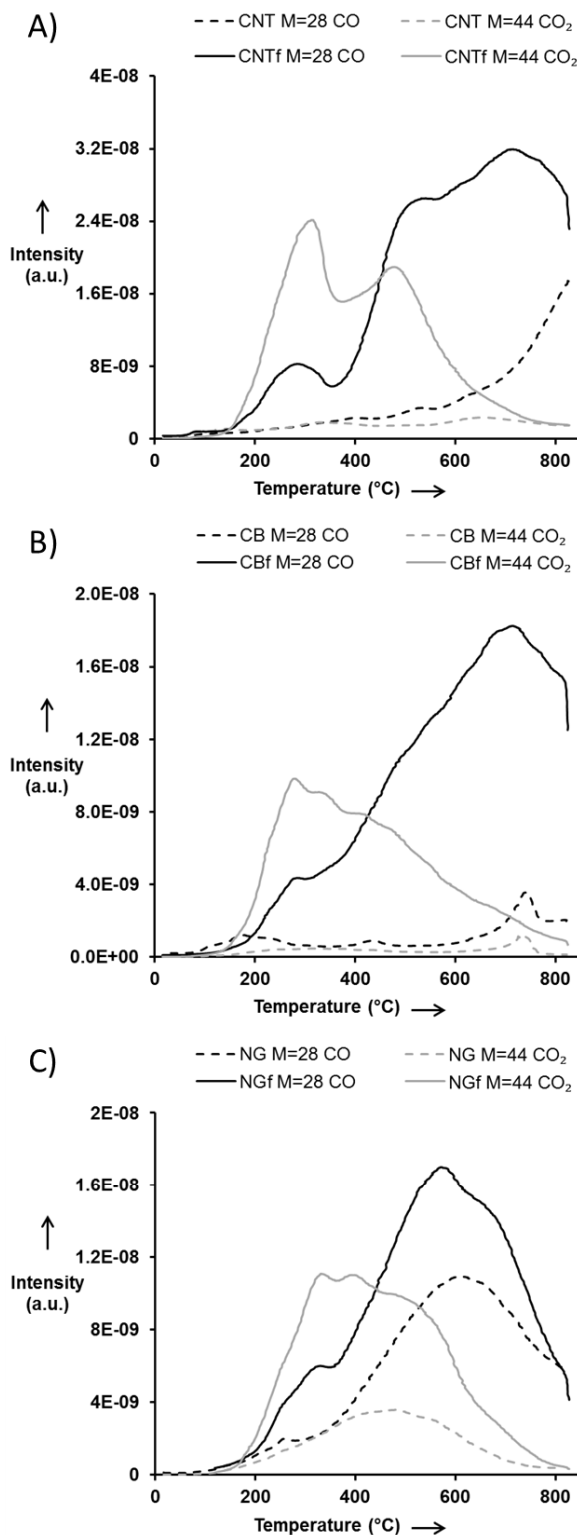 A)
CNT M=28 CO CNT M=44 CO₂
CNTf M=28 CO CNTf M=44 CO₂
4E-08
3.2E-08
2.4E-08
Intensity
(a.u.)
1.6E-08
8E-09
0
0 200 400 600 800
Temperature (°C)
B)
CB M=28 CO CB M=44 CO₂
CBf M=28 CO CBf M=44 CO₂
2.0E-08
1.6E-08
1.2E-08
Intensity
(a.u.)
8.0E-09
4.0E-09
0.0E+00
0 200 400 600 800
Temperature (°C)
C)
NG M=28 CO NG M=44 CO₂
NGf M=28 CO NGf M=44 CO₂
2E-08
1.6E-08
1.2E-08
Intensity
(a.u.)
8E-09
4E-09
0
0 200 400 600 800
Temperature (°C)